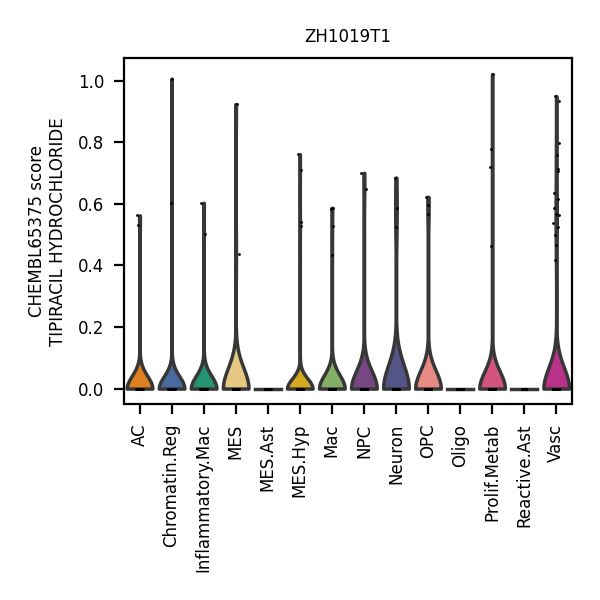 ZH1019T1
CHEMBL65375 score
TIPIRACIL HYDROCHLORIDE
1.0
0.8
0.6
0.4
0.2
0.0
AC
Chromatin.Reg
Inflammatory.Mac
MES
MES.Ast
MES.Hyp
Mac
NPC
Neuron
OPC
Oligo
Prolif.Metab
Reactive.Ast
Vasc